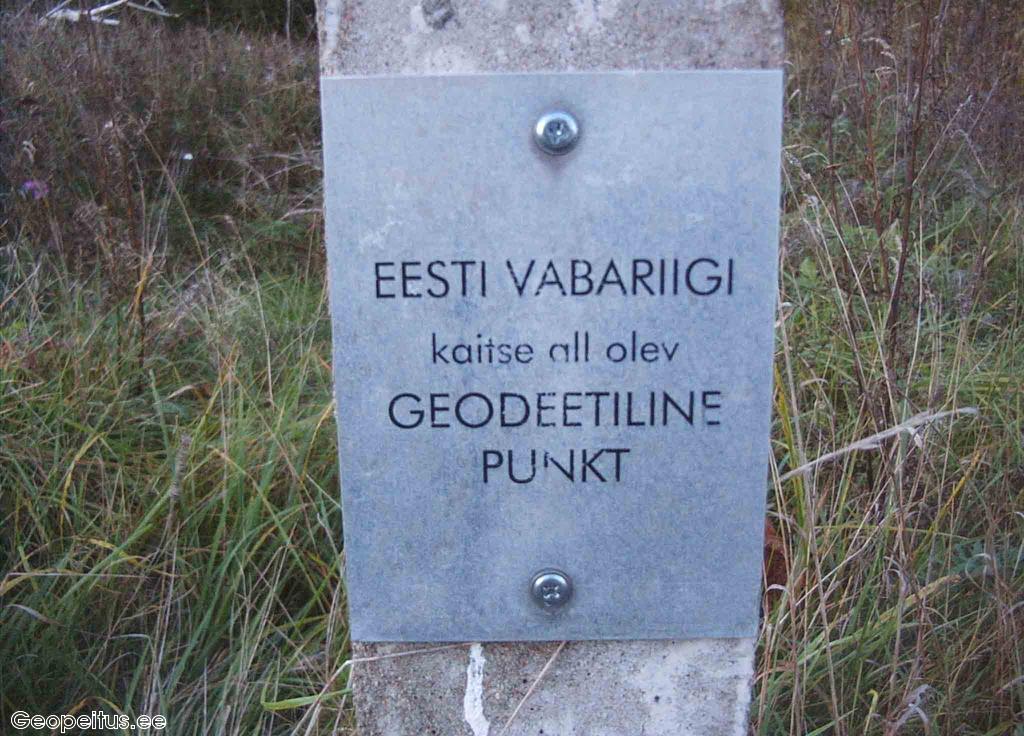 EESTI VABARIIGI
kaitse all olev
GEODEETILINE
PUNKT
Geopeitus.ee